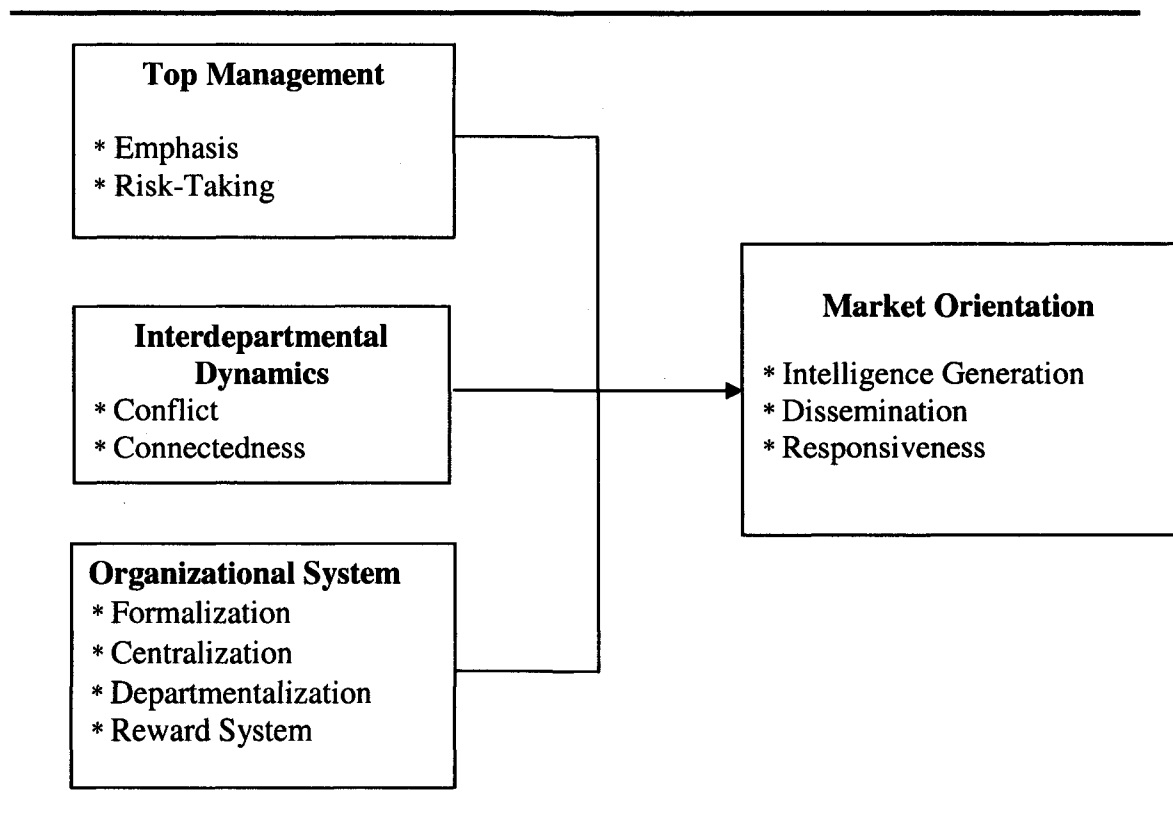 Top Management
* Emphasis
* Risk-Taking
Interdepartmental
Dynamics
* Conflict
* Connectedness
Organizational System
* Formalization
* Centralization
* Departmentalization
* Reward System
Market Orientation
* Intelligence Generation
* Dissemination
* Responsiveness